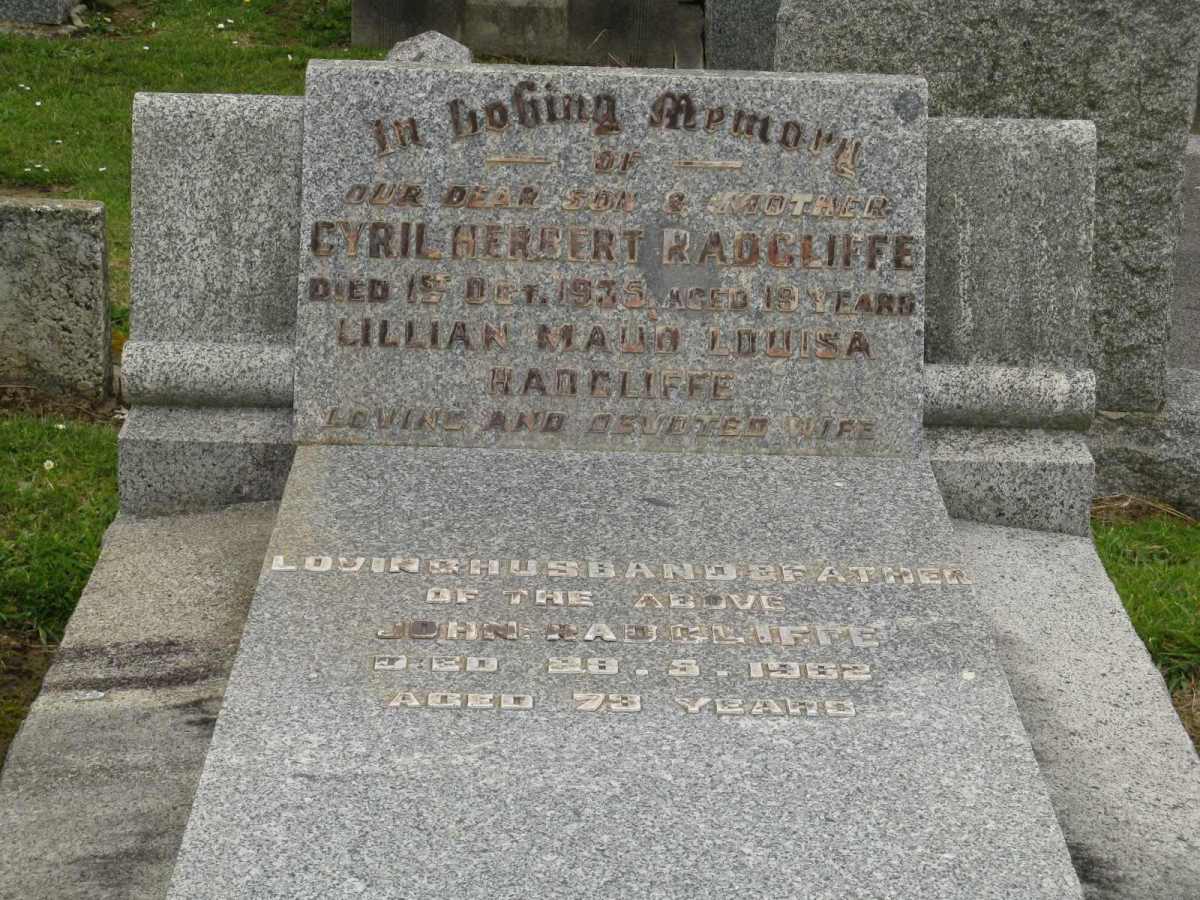 In Loving Memory
OF
OUR DEAR SON & MOTHER
CYRIL HERBERT RADCLIFFE
DIED 1ST OCT. 1935, AGED 19 YEARS
LILLIAN MAUD LOUISA
RADCLIFFE
LOVING AND DEVOTED WIFE
LOVING HUSBAND & FATHER
OF THE ABOVE
JOHN RADCLIFFE
DIED 28.5.1962
AGED 79 YEARS